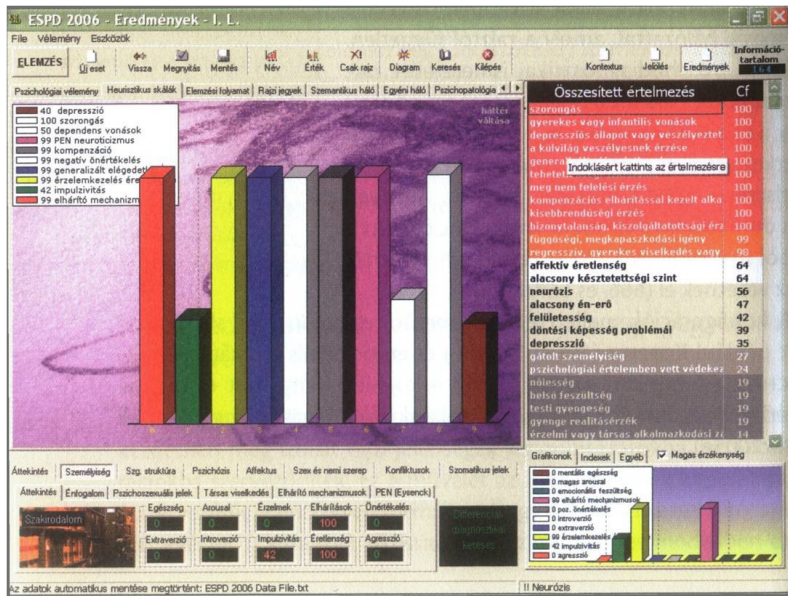 ESPD 2006 - Eredmények - I. L.
File Vélemény Eszközök
ELEMZÉS Új eset Vissza Megnyitás Mentés Név Érték Csak rajz Diagram Keresés Kilépés Kontextus Jelölés Eredmények Információ-tartalom 164
Pszichológiai vélemény Heurisztikus skálák Elemzési folyamat Rajzi jegyek Szemantikus háló Egyéni háló Pszichopatológia
40 depresszió
100 szorongás
50 dependens vonások
99 PEN neuroticizmus
99 kompenzáció
99 negatív önértékelés
99 generalizált elégedetl
99 érzelemkezelés ére
42 impulzivitás
99 elhárító mechanizm
háttér
váltása
Összesített értelmezés Cf
szorongás 100
gyerekes vagy infantilis vonások 100
depressziós állapot vagy veszélyeztet 100
a külvilág veszélyesnek érzése 100
general 100
Indoklásért kattints az értelmezésre
tehetet 100
meg nem felelési érzés 100
kompenzációs elhárítással kezelt alka 100
kisebbrendűségi érzés 100
bizonytalanság, kiszolgáltatottsági érz 100
függőségi, megkapaszkodási igény 99
regresszív, gyerekes viselkedés vagy 98
affektív éretlenség 64
alacsony késztetettségi szint 64
neurózis 56
alacsony én-erő 47
felületesség 42
döntési képesség problémái 39
depresszió 35
gátolt személyiség 27
pszichológiai értelemben vett védekez 24
nőiesség 19
belső feszültség 19
testi gyengeség 19
gyenge realitásérzék 19
érzelmi vagy társas alkalmazkodási za 14
Áttekintés Személyiség Szg. struktúra Pszichózis Affektus Szex és nemi szerep Konfliktusok Szomatikus jelek
Áttekintés Énfogalom Pszichoszexuális jelek Társas viselkedés Elhárító mechanizmusok PEN (Eysenck)
Szakirodalom
Egészség Arousal Érzelmek Elhárítások Önértékelés
0 0 0 100 0
Extraverzió Introverzió Impulzivitás Éretlenség Agresszió
0 0 42 100 0
Differenciál-
diagnosztikai
keresés
Grafikonok Indexek Egyéb Magas érzékenység
0 mentális egészség
0 magas arousal
0 emocionális feszültség
99 elhárító mechanizmusok
0 poz. önértékelés
0 introverzió
0 extraverzió
99 érzelemkezelés
42 impulzivitás
0 agresszió
Az adatok automatikus mentése megtörtént: ESPD 2006 Data File.txt
!! Neurózis